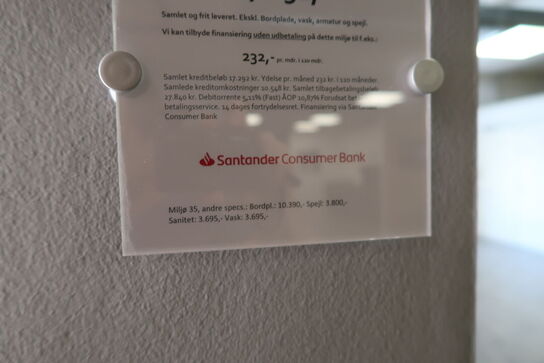 Samlet og frit leveret. Ekskl. Bordplade, vask, armatur og spejl.
Vi kan tilbyde finansiering uden udbetaling på dette miljø til f.eks.:
232,- pr. mdr. i 110 mdr.
Samlet kreditbeløb 17.292 kr. Ydelse pr. måned 232 kr. i 110 måneder.
Samlede kreditomkostninger 10.548 kr. Samlet tilbagebetalingsbeløb
27.840 kr. Debitorrente 5,11% (Fast) ÅOP 10,87% Forudsat
betalingsservice. 14 dages fortrydelsesret. Finansiering via Santander
Consumer Bank
Santander Consumer Bank
Miljø 35, andre specs.: Bordpl.: 10.390,- Spejl: 3.800,-
Sanitet: 3.695,- Vask: 3.695,-